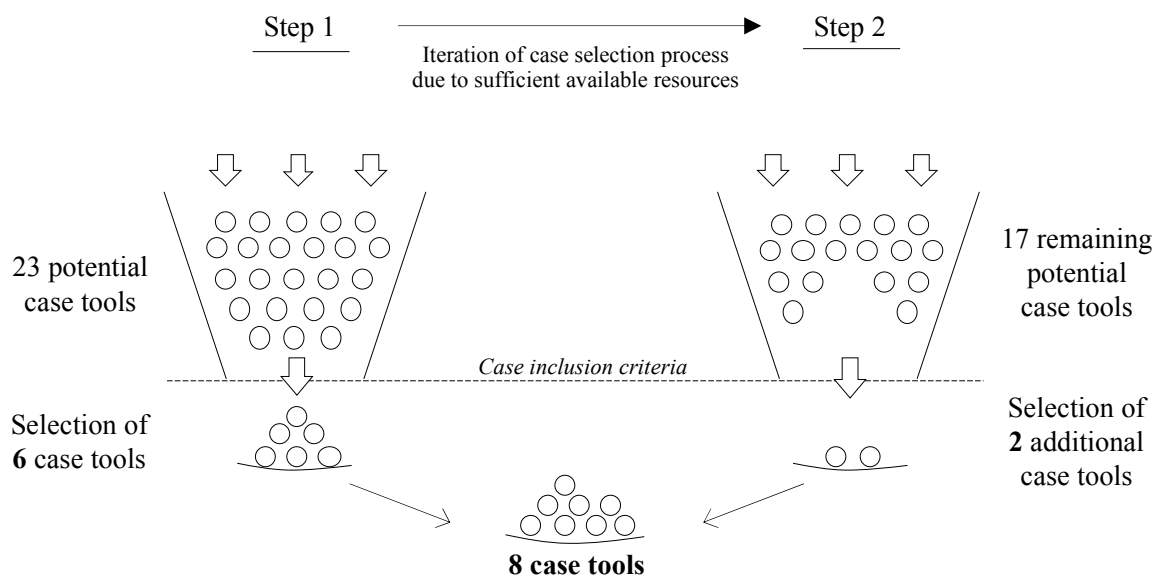 Step 1
Step 2
Iteration of case selection process
due to sufficient available resources
23 potential
case tools
17 remaining
potential
case tools
Case inclusion criteria
Selection of
6 case tools
Selection of
2 additional
case tools
8 case tools